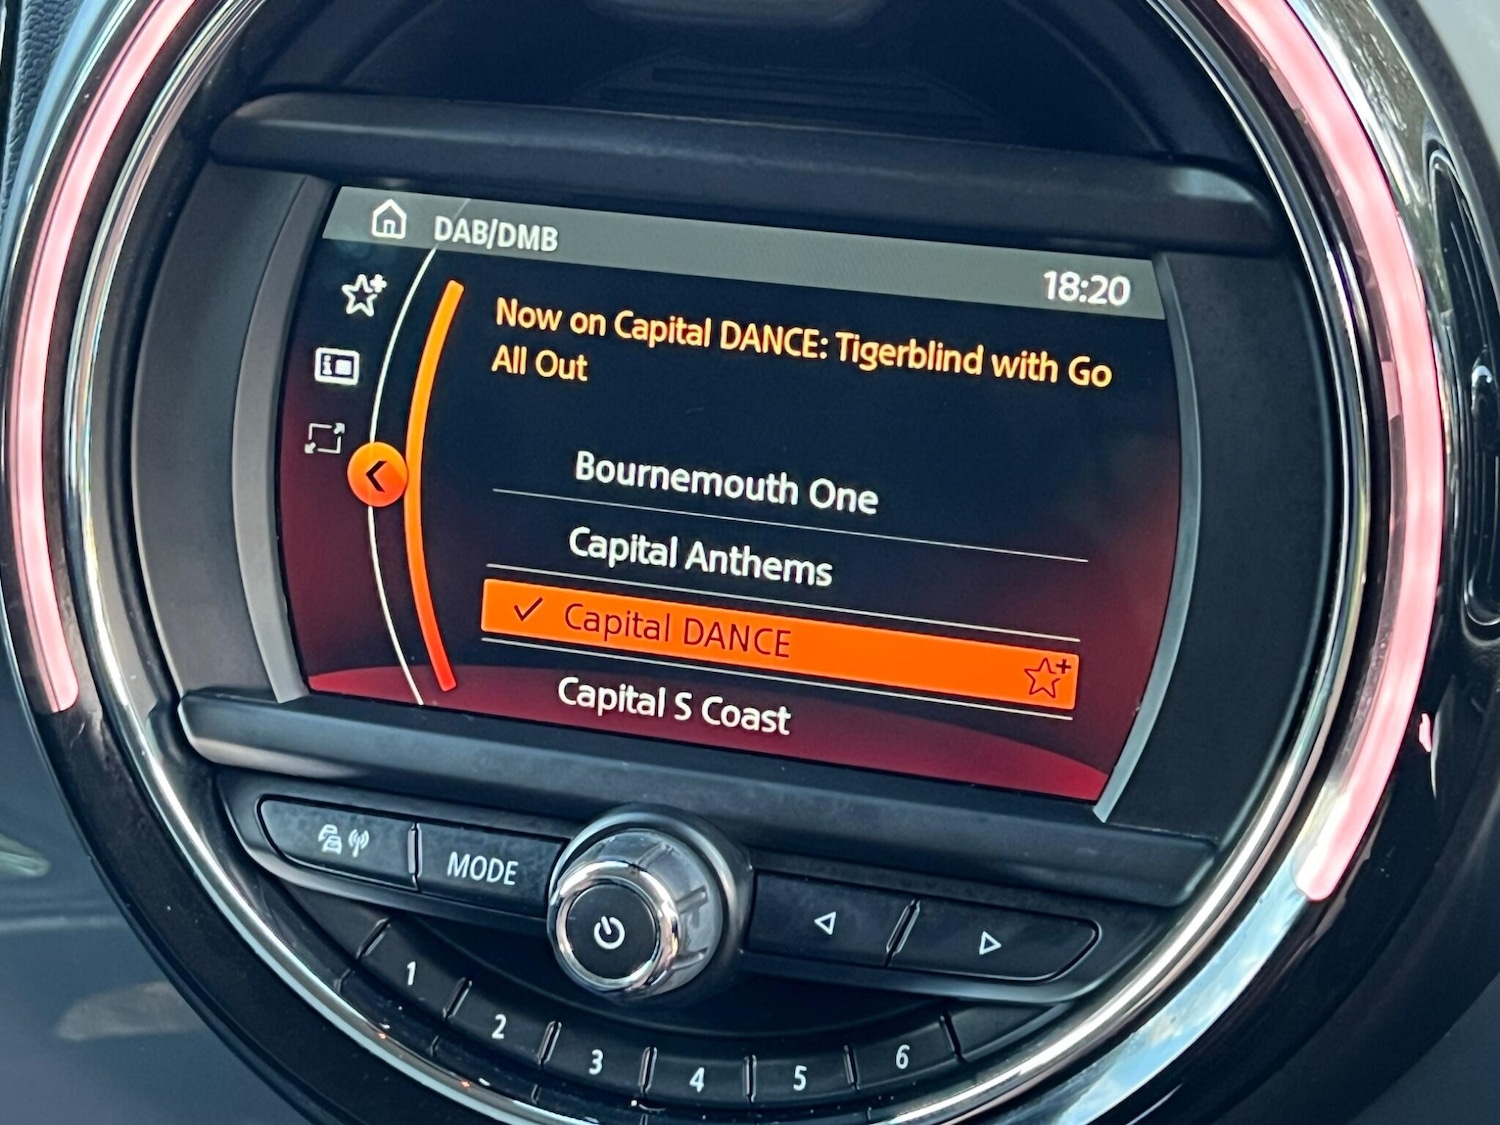 DAB/DMB
18:20
Now on Capital DANCE: Tigerblind with Go
All Out
Bournemouth One
Capital Anthems
Capital DANCE
Capital S Coast
MODE
1
2
3
4
5
6